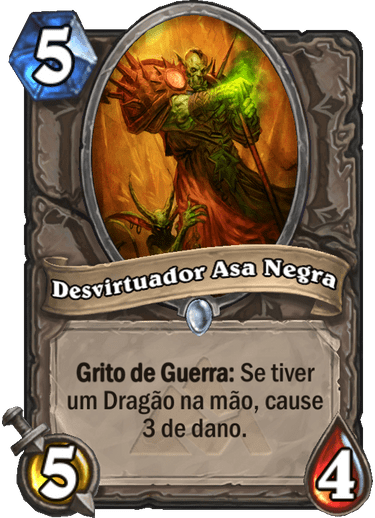 5
Desvirtuador Asa Negra
Grito de Guerra: Se tiver
um Dragão na mão, cause
3 de dano.
5
4